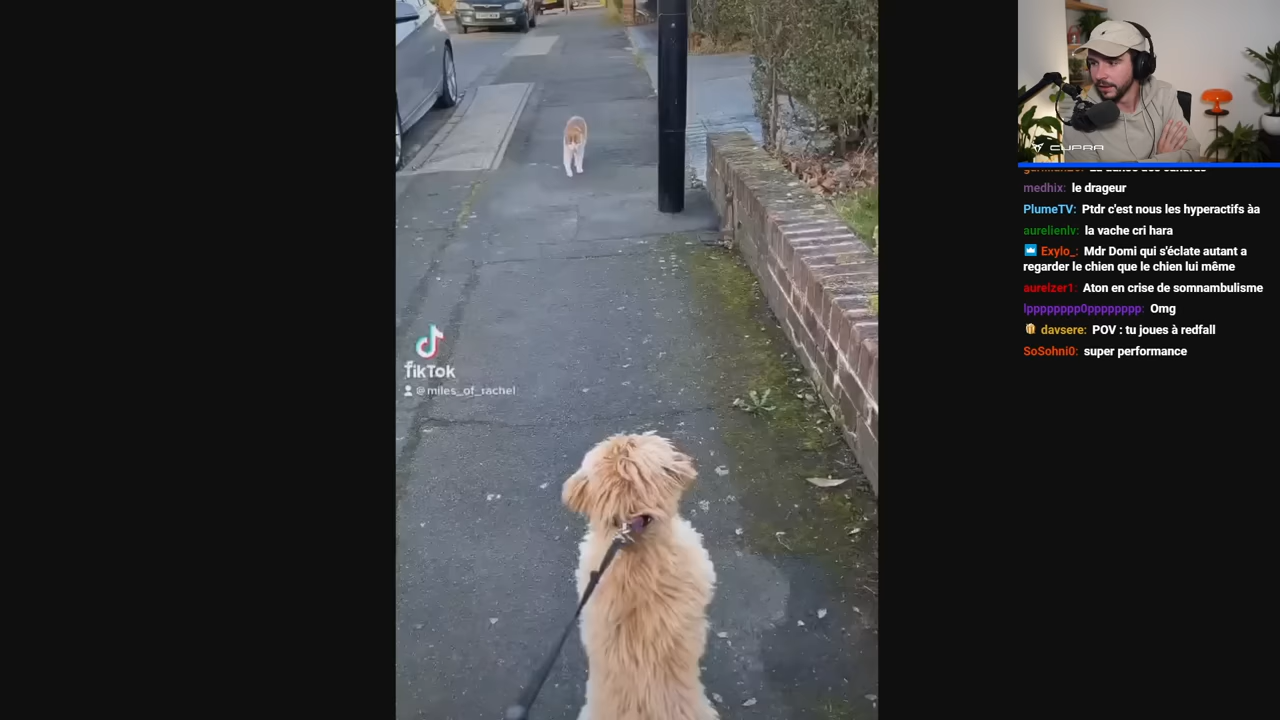 TikTok
@miles_of_rachel
CUPRA
medhix: le drageur
PlumeTV: Ptdr c'est nous les hyperactifs àa
aurelienlv: la vache cri hara
Exylo_: Mdr Domi qui s'éclate autant a
regarder le chien que le chien lui même
aurelzer1: Aton en crise de somnambulisme
lpppppppp0pppppppp: Omg
davsere: POV : tu joues à redfall
SoSohni0: super performance